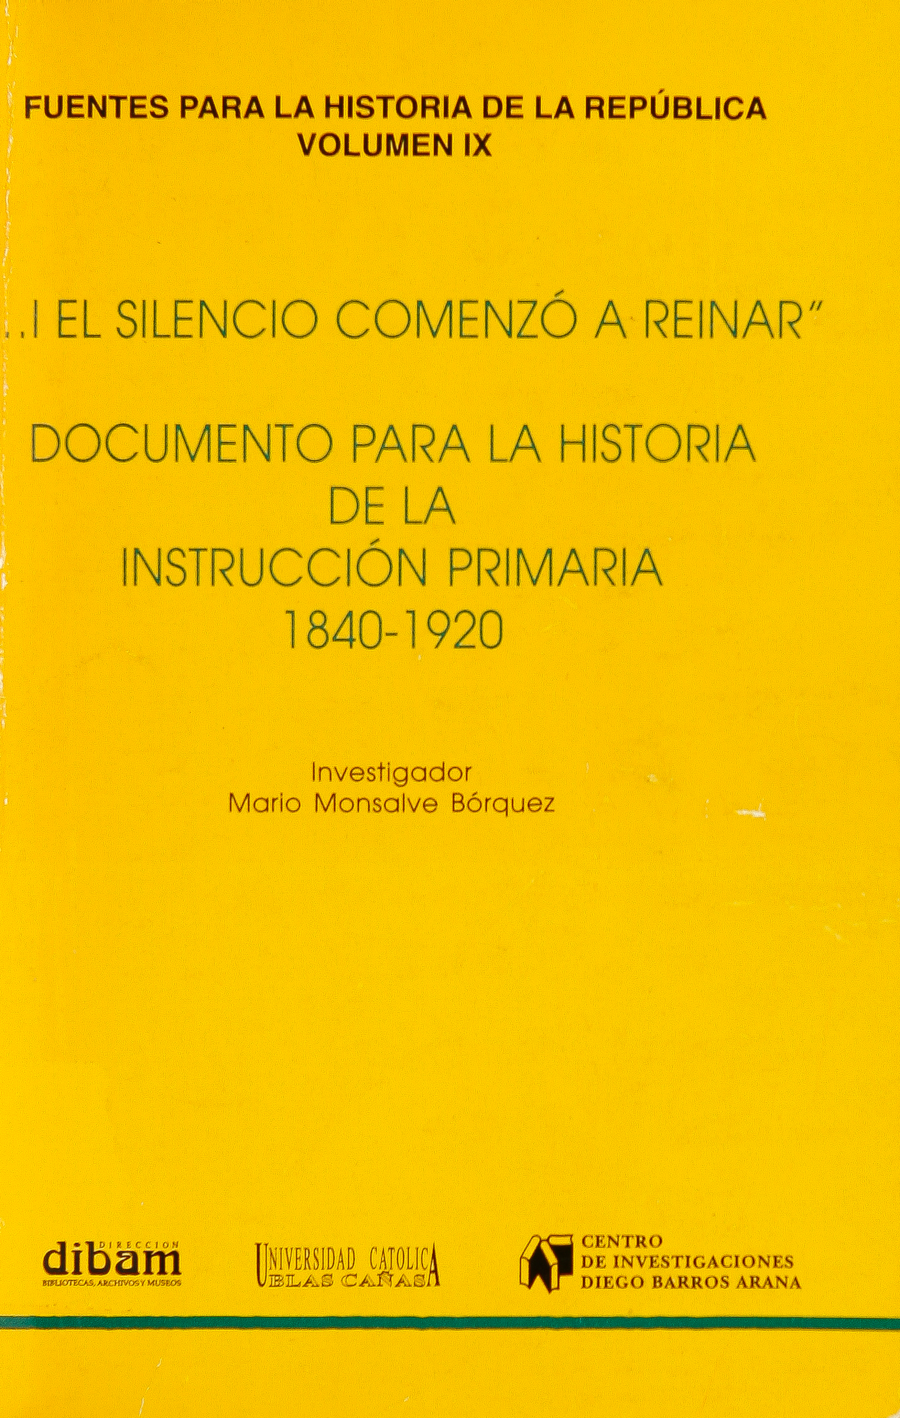 FUENTES PARA LA HISTORIA DE LA REPÚBLICA
VOLUMEN IX
..I EL SILENCIO COMENZÓ A REINAR”
DOCUMENTO PARA LA HISTORIA
DE LA
INSTRUCCIÓN PRIMARIA
1840-1920
Investigador
Mario Monsalve Bórquez
DIRECCION
dibam
BIBLIOTECAS, ARCHIVOS Y MUSEOS
UNIVERSIDAD CATOLICA
BLAS CAÑAS
CENTRO
DE INVESTIGACIONES
DIEGO BARROS ARANA